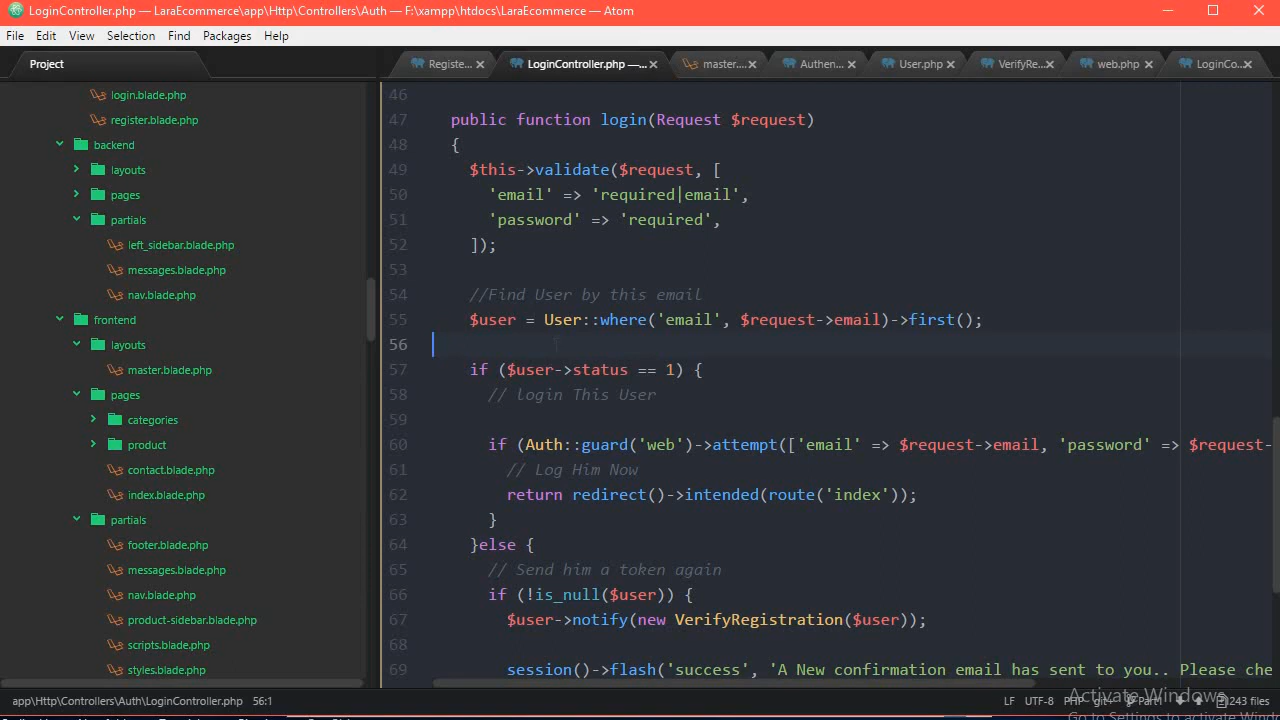 LoginController.php — LaraEcommerce\app\Http\Controllers\Auth — F:\xampp\htdocs\LaraEcommerce — Atom
File Edit View Selection Find Packages Help
Project
Registe... LoginController.php —... master.... Authen... User.php VerifyRe... web.php LoginCo...
login.blade.php
register.blade.php
backend
layouts
pages
partials
left_sidebar.blade.php
messages.blade.php
nav.blade.php
frontend
layouts
master.blade.php
pages
categories
product
contact.blade.php
index.blade.php
partials
footer.blade.php
messages.blade.php
nav.blade.php
product-sidebar.blade.php
scripts.blade.php
styles.blade.php
46
47 public function login(Request $request)
48 {
49 $this->validate($request, [
50 'email' => 'required|email',
51 'password' => 'required',
52 ]);
53
54 //Find User by this email
55 $user = User::where('email', $request->email)->first();
56
57 if ($user->status == 1) {
58 // login This User
59
60 if (Auth::guard('web')->attempt(['email' => $request->email, 'password' => $request-
61 // Log Him Now
62 return redirect()->intended(route('index'));
63 }
64 }else {
65 // Send him a token again
66 if (!is_null($user)) {
67 $user->notify(new VerifyRegistration($user));
68
69 session()->flash('success', 'A New confirmation email has sent to you.. Please che
Activate Windows
app\Http\Controllers\Auth\LoginController.php 56:1 LF UTF-8 PHP Part1 243 files
Go to Settings to activate Wind